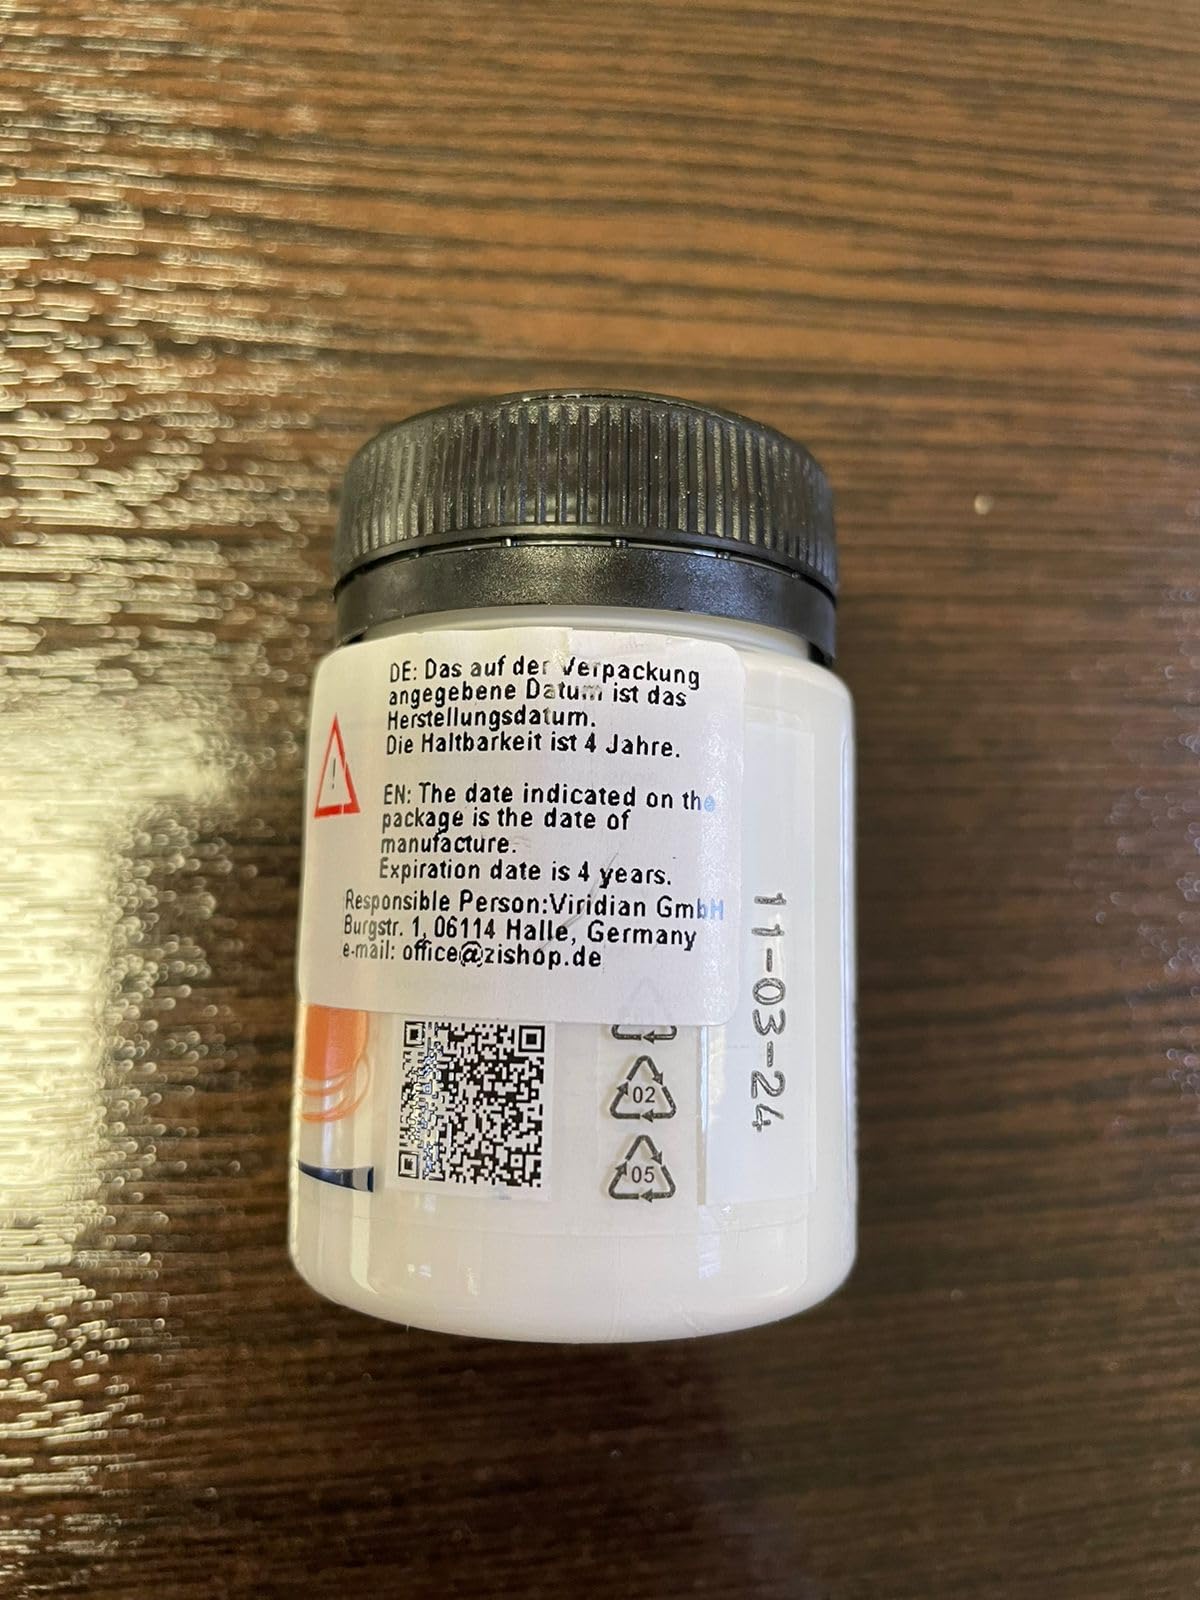 DE: Das auf der Verpackung
angegebene Datum ist das
Herstellungsdatum.
Die Haltbarkeit ist 4 Jahre.
EN: The date indicated on the
package is the date of
manufacture.
Expiration date is 4 years.
Responsible Person:Viridian GmbH
Burgstr. 1, 06114 Halle, Germany
e-mail: office@zishop.de
02
05
11-03-24